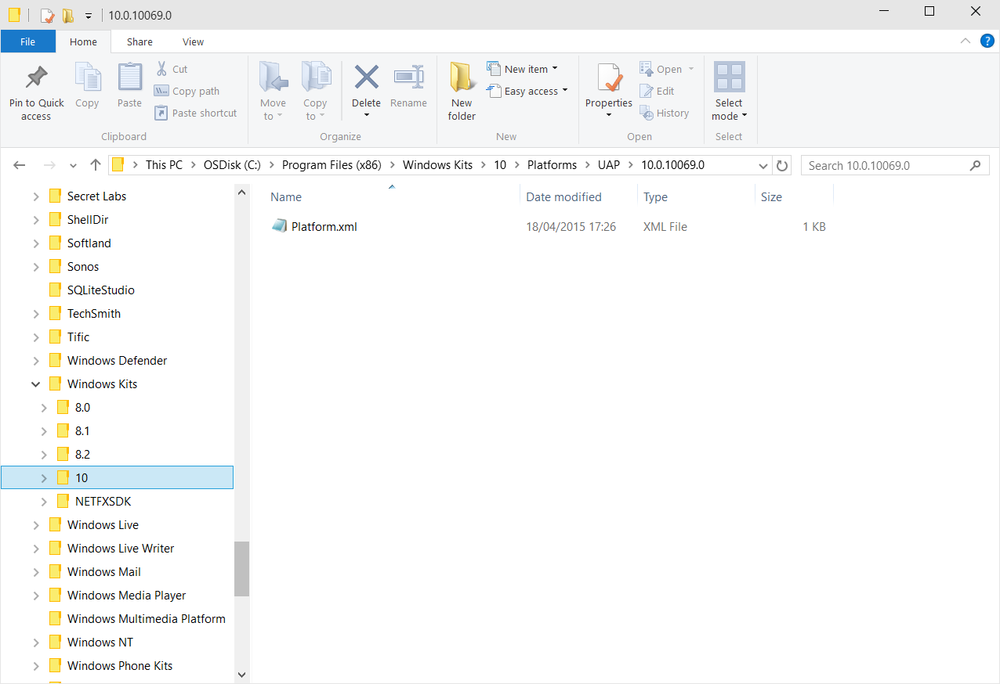 10.0.10069.0
File Home Share View
Pin to Quick access
Copy
Paste
Cut
Copy path
Paste shortcut
Clipboard
Move to
Copy to
Delete
Rename
Organize
New folder
New item
Easy access
New
Properties
Open
Edit
History
Open
Select mode
Select
This PC OSDisk (C:) Program Files (x86) Windows Kits 10 Platforms UAP 10.0.10069.0
Search 10.0.10069.0
Secret Labs
ShellDir
Softland
Sonos
SQLiteStudio
TechSmith
Tific
Windows Defender
Windows Kits
8.0
8.1
8.2
10
NETFXSDK
Windows Live
Windows Live Writer
Windows Mail
Windows Media Player
Windows Multimedia Platform
Windows NT
Windows Phone Kits
Name Date modified Type Size
Platform.xml 18/04/2015 17:26 XML File 1 KB